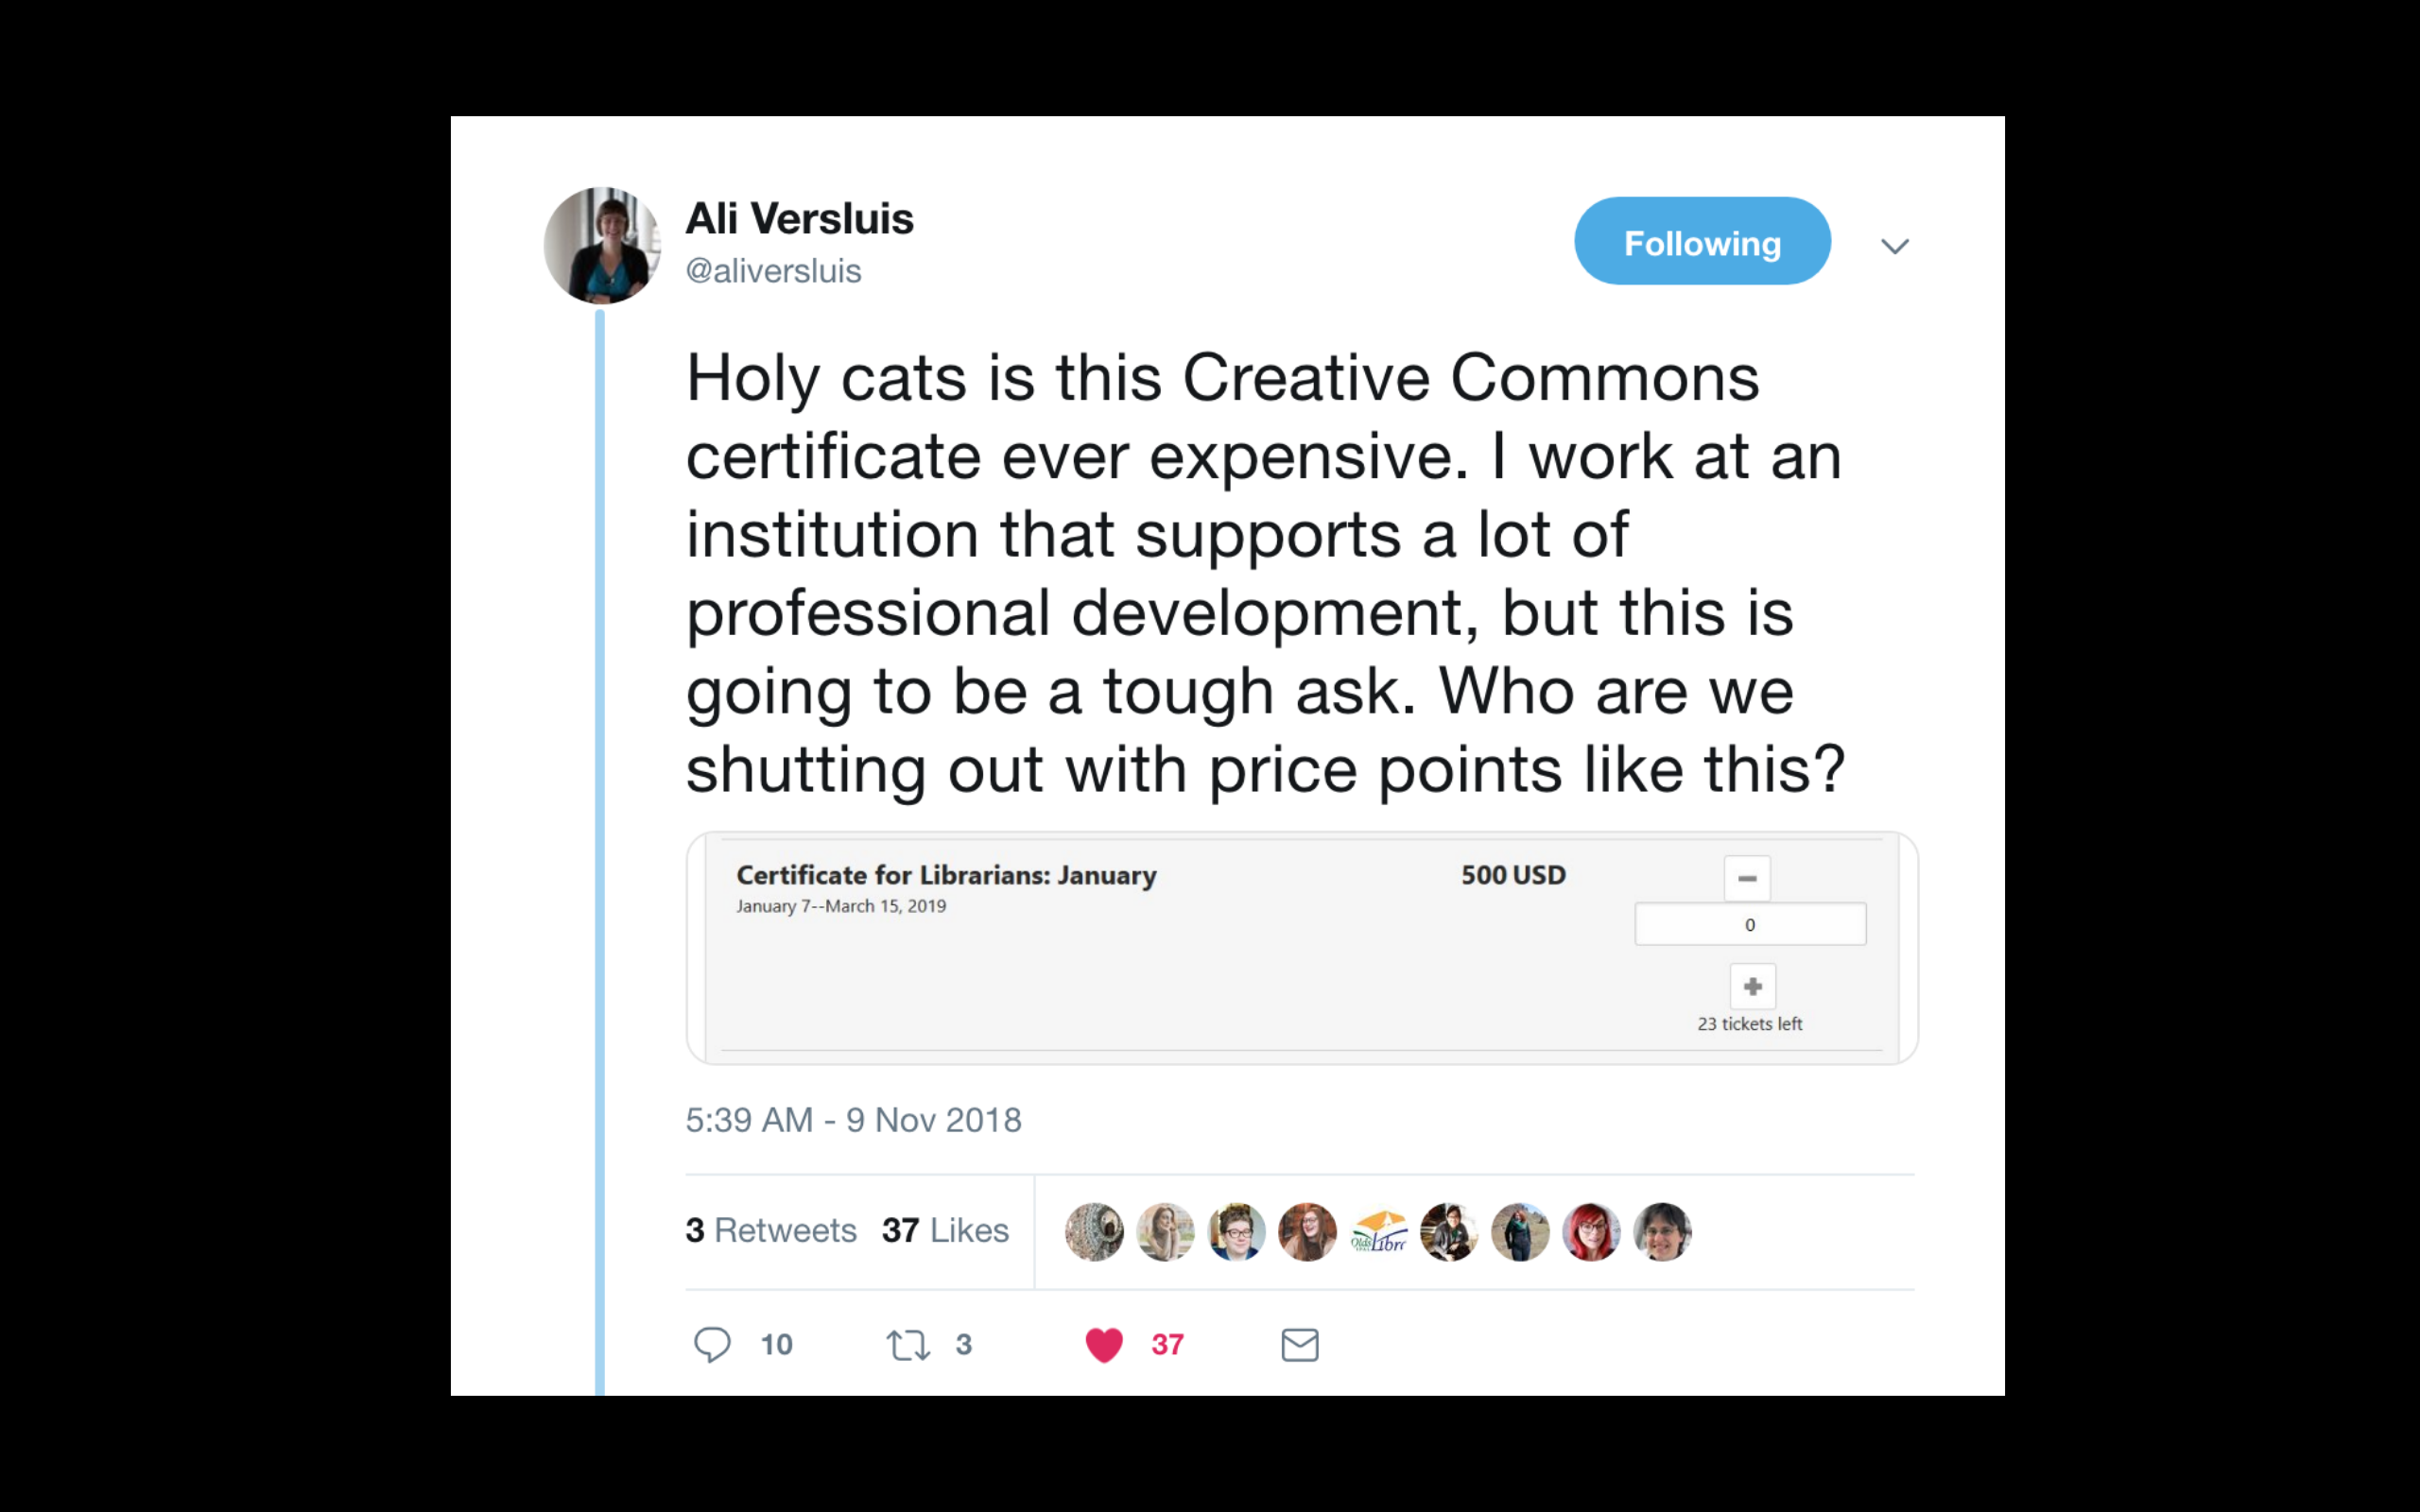 Ali Versluis
@aliversluis
Following
Holy cats is this Creative Commons
certificate ever expensive. I work at an
institution that supports a lot of
professional development, but this is
going to be a tough ask. Who are we
shutting out with price points like this?
Certificate for Librarians: January
500 USD
January 7--March 15, 2019
0
23 tickets left
5:39 AM - 9 Nov 2018
3 Retweets 37 Likes
Olds
Libr
10
3
37